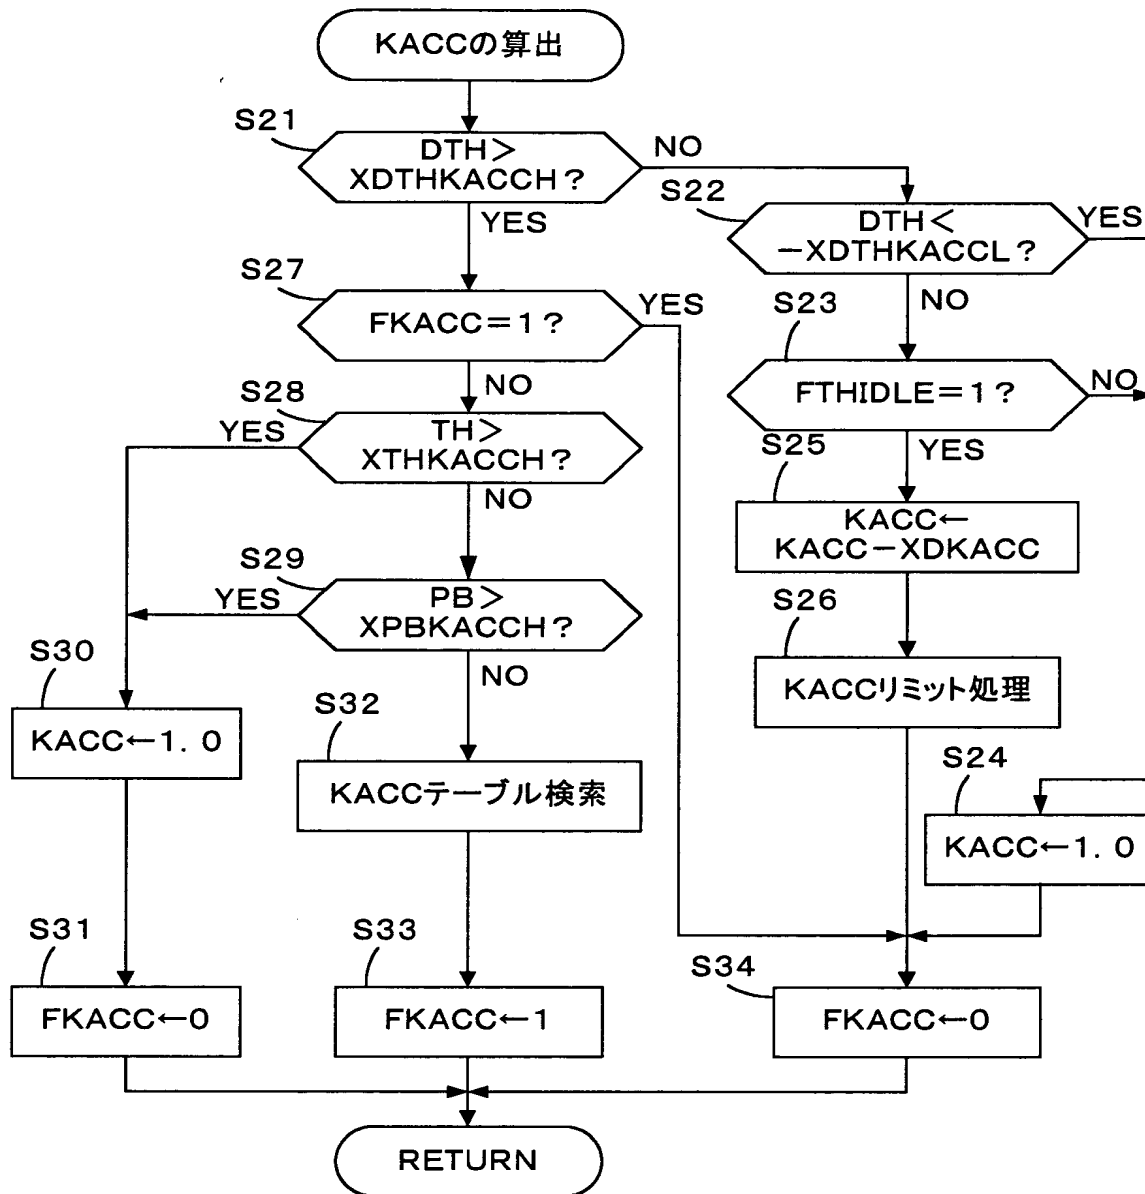 KACCの算出
S21
DTH>
XDTHKACCH?
NO
YES
S22
DTH<
-XDTHKACCL?
YES
NO
S27
FKACC=1?
YES
NO
S23
FTHIDLE=1?
NO
YES
S28
TH>
XTHKACCH?
YES
NO
S25
KACC←
KACC-XDKACC
S29
PB>
XPBKACCH?
YES
NO
S26
KACCリミット処理
S30
KACC←1.0
S32
KACCテーブル検索
S24
KACC←1.0
S31
FKACC←0
S33
FKACC←1
S34
FKACC←0
RETURN